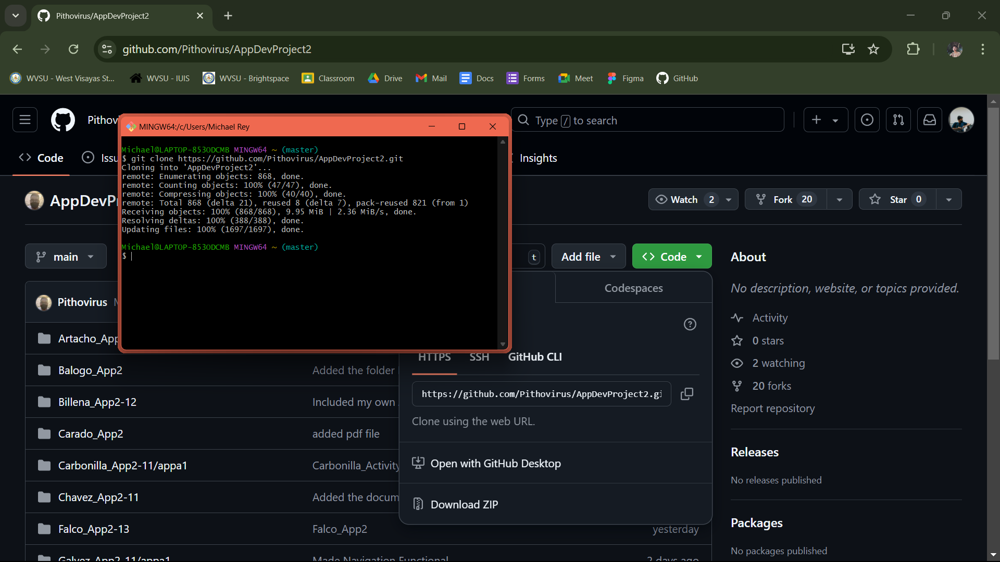 Pithovirus/AppDevProject2
github.com/Pithovirus/AppDevProject2
WVSU - West Visayas St...
WVSU - IUIS
WVSU - Brightspace
Classroom
Drive
Mail
Docs
Forms
Meet
Figma
GitHub
Type / to search
MINGW64:/c/Users/Michael Rey
Michael@LAPTOP-853ODCMB MINGW64 ~ (master)
$ git clone https://github.com/Pithovirus/AppDevProject2.git
Cloning into 'AppDevProject2'...
remote: Enumerating objects: 868, done.
remote: Counting objects: 100% (47/47), done.
remote: Compressing objects: 100% (40/40), done.
remote: Total 868 (delta 21), reused 8 (delta 7), pack-reused 821 (from 1)
Receiving objects: 100% (868/868), 9.95 MiB | 2.36 MiB/s, done.
Resolving deltas: 100% (388/388), done.
Updating files: 100% (1697/1697), done.
Michael@LAPTOP-853ODCMB MINGW64 ~ (master)
$
Code
Insights
Watch 2
Fork 20
Star 0
main
t
Add file
Code
Pithovirus
Codespaces
HTTPS
SSH
GitHub CLI
https://github.com/Pithovirus/AppDevProject2.gi
Clone using the web URL.
Open with GitHub Desktop
Download ZIP
Balogo_App2
Added the folder
Billena_App2-12
Included my own
Carado_App2
added pdf file
Carbonilla_App2-11/appa1
Carbonilla_Activity
Chavez_App2-11
Added the docum
Falco_App2-13
Falco_App2
yesterday
Galvez_App2-11/appa1
Made Navigation Functional
2 days ago
About
No description, website, or topics provided.
Activity
0 stars
2 watching
20 forks
Report repository
Releases
No releases published
Packages
No packages published